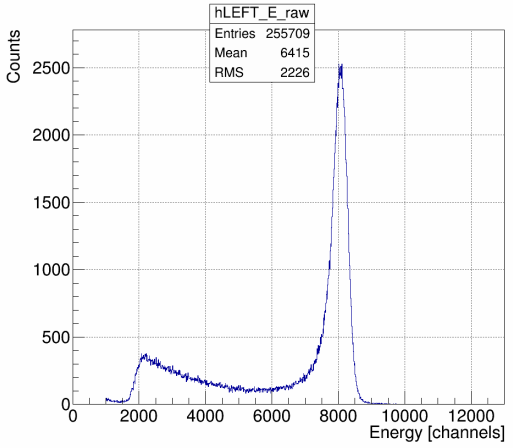 hLEFT_E_raw
Entries 255709
Mean 6415
RMS 2226
Counts
2500
2000
1500
1000
500
0
0 2000 4000 6000 8000 10000 12000
Energy [channels]